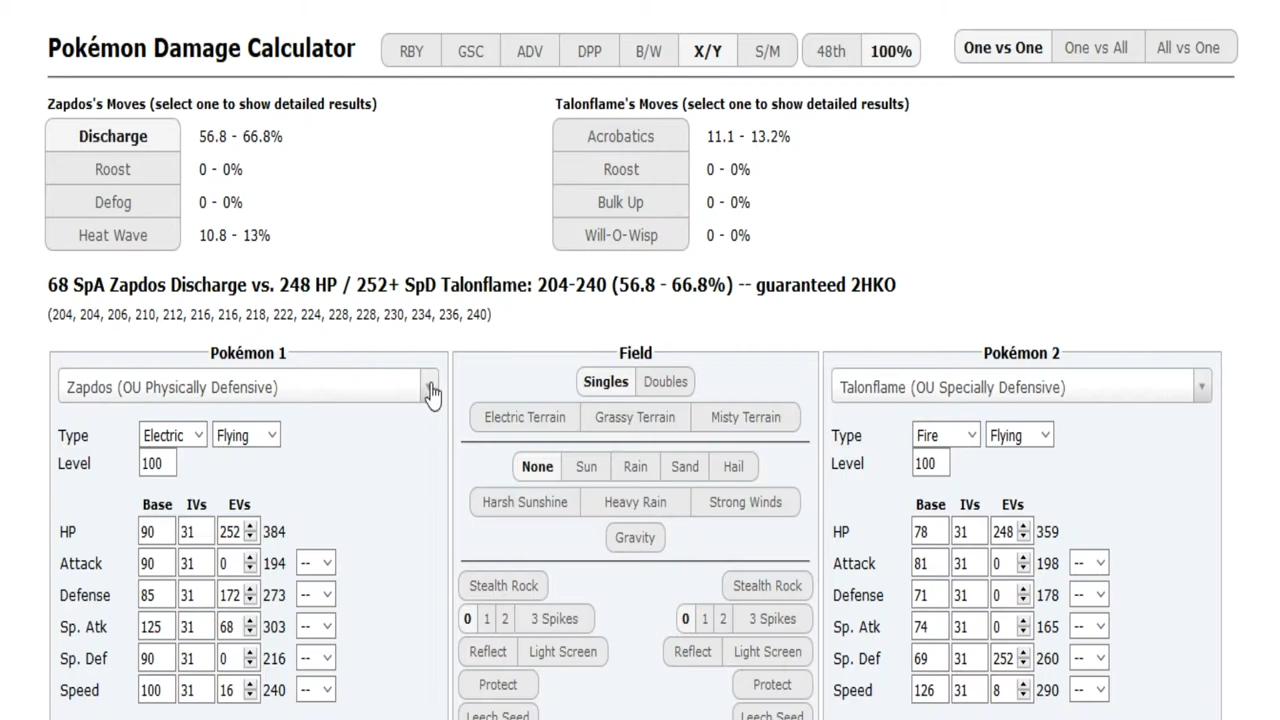 Pokémon Damage Calculator RBY GSC ADV DPP B/W X/Y S/M 48th 100% One vs One One vs All All vs One
Zapdos's Moves (select one to show detailed results) Talonflame's Moves (select one to show detailed results)
Discharge 56.8 - 66.8% Acrobatics 11.1 - 13.2%
Roost 0 - 0% Roost 0 - 0%
Defog 0 - 0% Bulk Up 0 - 0%
Heat Wave 10.8 - 13% Will-O-Wisp 0 - 0%
68 SpA Zapdos Discharge vs. 248 HP / 252+ SpD Talonflame: 204-240 (56.8 - 66.8%) -- guaranteed 2HKO
(204, 204, 206, 210, 212, 216, 216, 218, 222, 224, 228, 228, 230, 234, 236, 240)
Pokémon 1
Zapdos (OU Physically Defensive)
Type Electric Flying
Level 100
Base IVs EVs
HP 90 31 252 384
Attack 90 31 0 194 --
Defense 85 31 172 273 --
Sp. Atk 125 31 68 303 --
Sp. Def 90 31 0 216 --
Speed 100 31 16 240 --
Field
Singles Doubles
Electric Terrain Grassy Terrain Misty Terrain
None Sun Rain Sand Hail
Harsh Sunshine Heavy Rain Strong Winds
Gravity
Stealth Rock Stealth Rock
0 1 2 3 Spikes 0 1 2 3 Spikes
Reflect Light Screen Reflect Light Screen
Protect Protect
Leech Seed Leech Seed
Pokémon 2
Talonflame (OU Specially Defensive)
Type Fire Flying
Level 100
Base IVs EVs
HP 78 31 248 359
Attack 81 31 0 198 --
Defense 71 31 0 178 --
Sp. Atk 74 31 0 165 --
Sp. Def 69 31 252 260 --
Speed 126 31 8 290 --